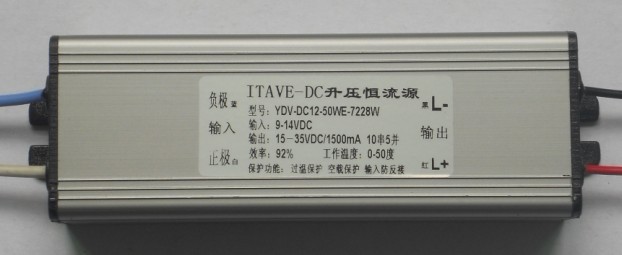 负极 蓝
输入
正极 白
ITAVE-DC升压恒流源
型号: YDV-DC12-50WE-7228W
输入: 9-14VDC
输出: 15-35VDC/1500mA 10串5并
效率: 92% 工作温度: 0-50度
保护功能: 过温保护 空载保护 输入防反接
黑 L-
输出
红 L+